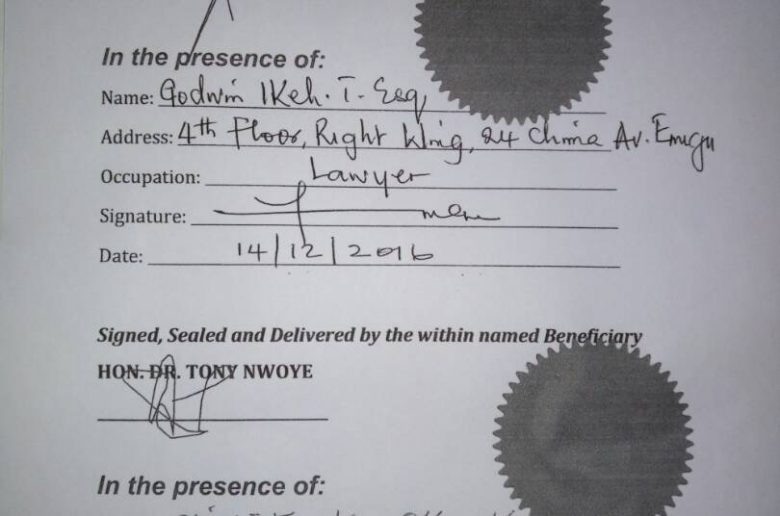 In the presence of:
Name: Godwin Ikeh. T. Esq,
Address: 4th Floor, Right Wing, 24 Chime Av. Enugu
Occupation: Lawyer
Signature:
Date: 14/12/2016
Signed, Sealed and Delivered by the within named Beneficiary
HON. DR. TONY NWOYE
In the presence of: